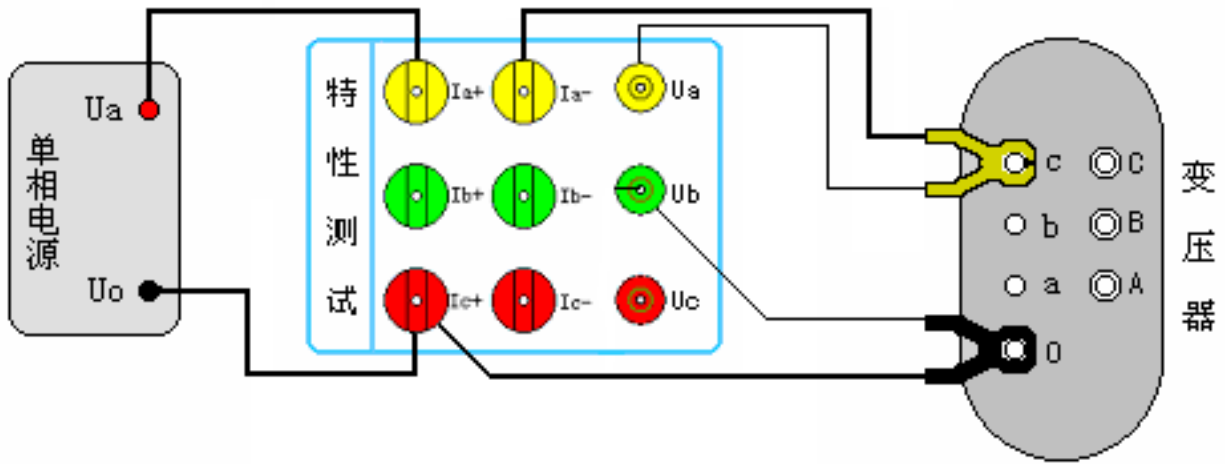 单相电源
Ua
Uo
特性测试
Ia+ Ia- Ua
Ib+ Ib- Ub
Ic+ Ic- Uc
c C
b B
a A
O
变压器